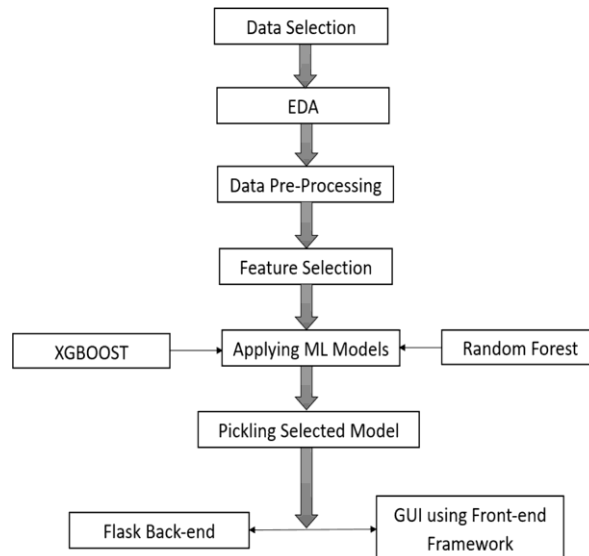 Data Selection
EDA
Data Pre-Processing
Feature Selection
XGBOOST
Applying ML Models
Random Forest
Pickling Selected Model
Flask Back-end
GUI using Front-end
Framework